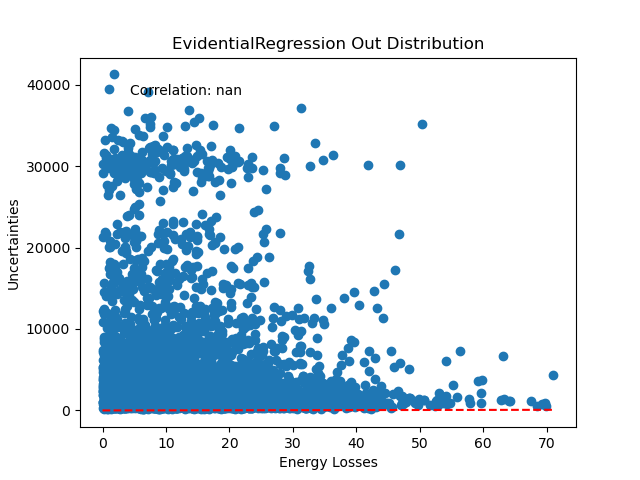 EvidentialRegression Out Distribution
Correlation: nan
Uncertainties
40000
30000
20000
10000
0
0 10 20 30 40 50 60 70
Energy Losses